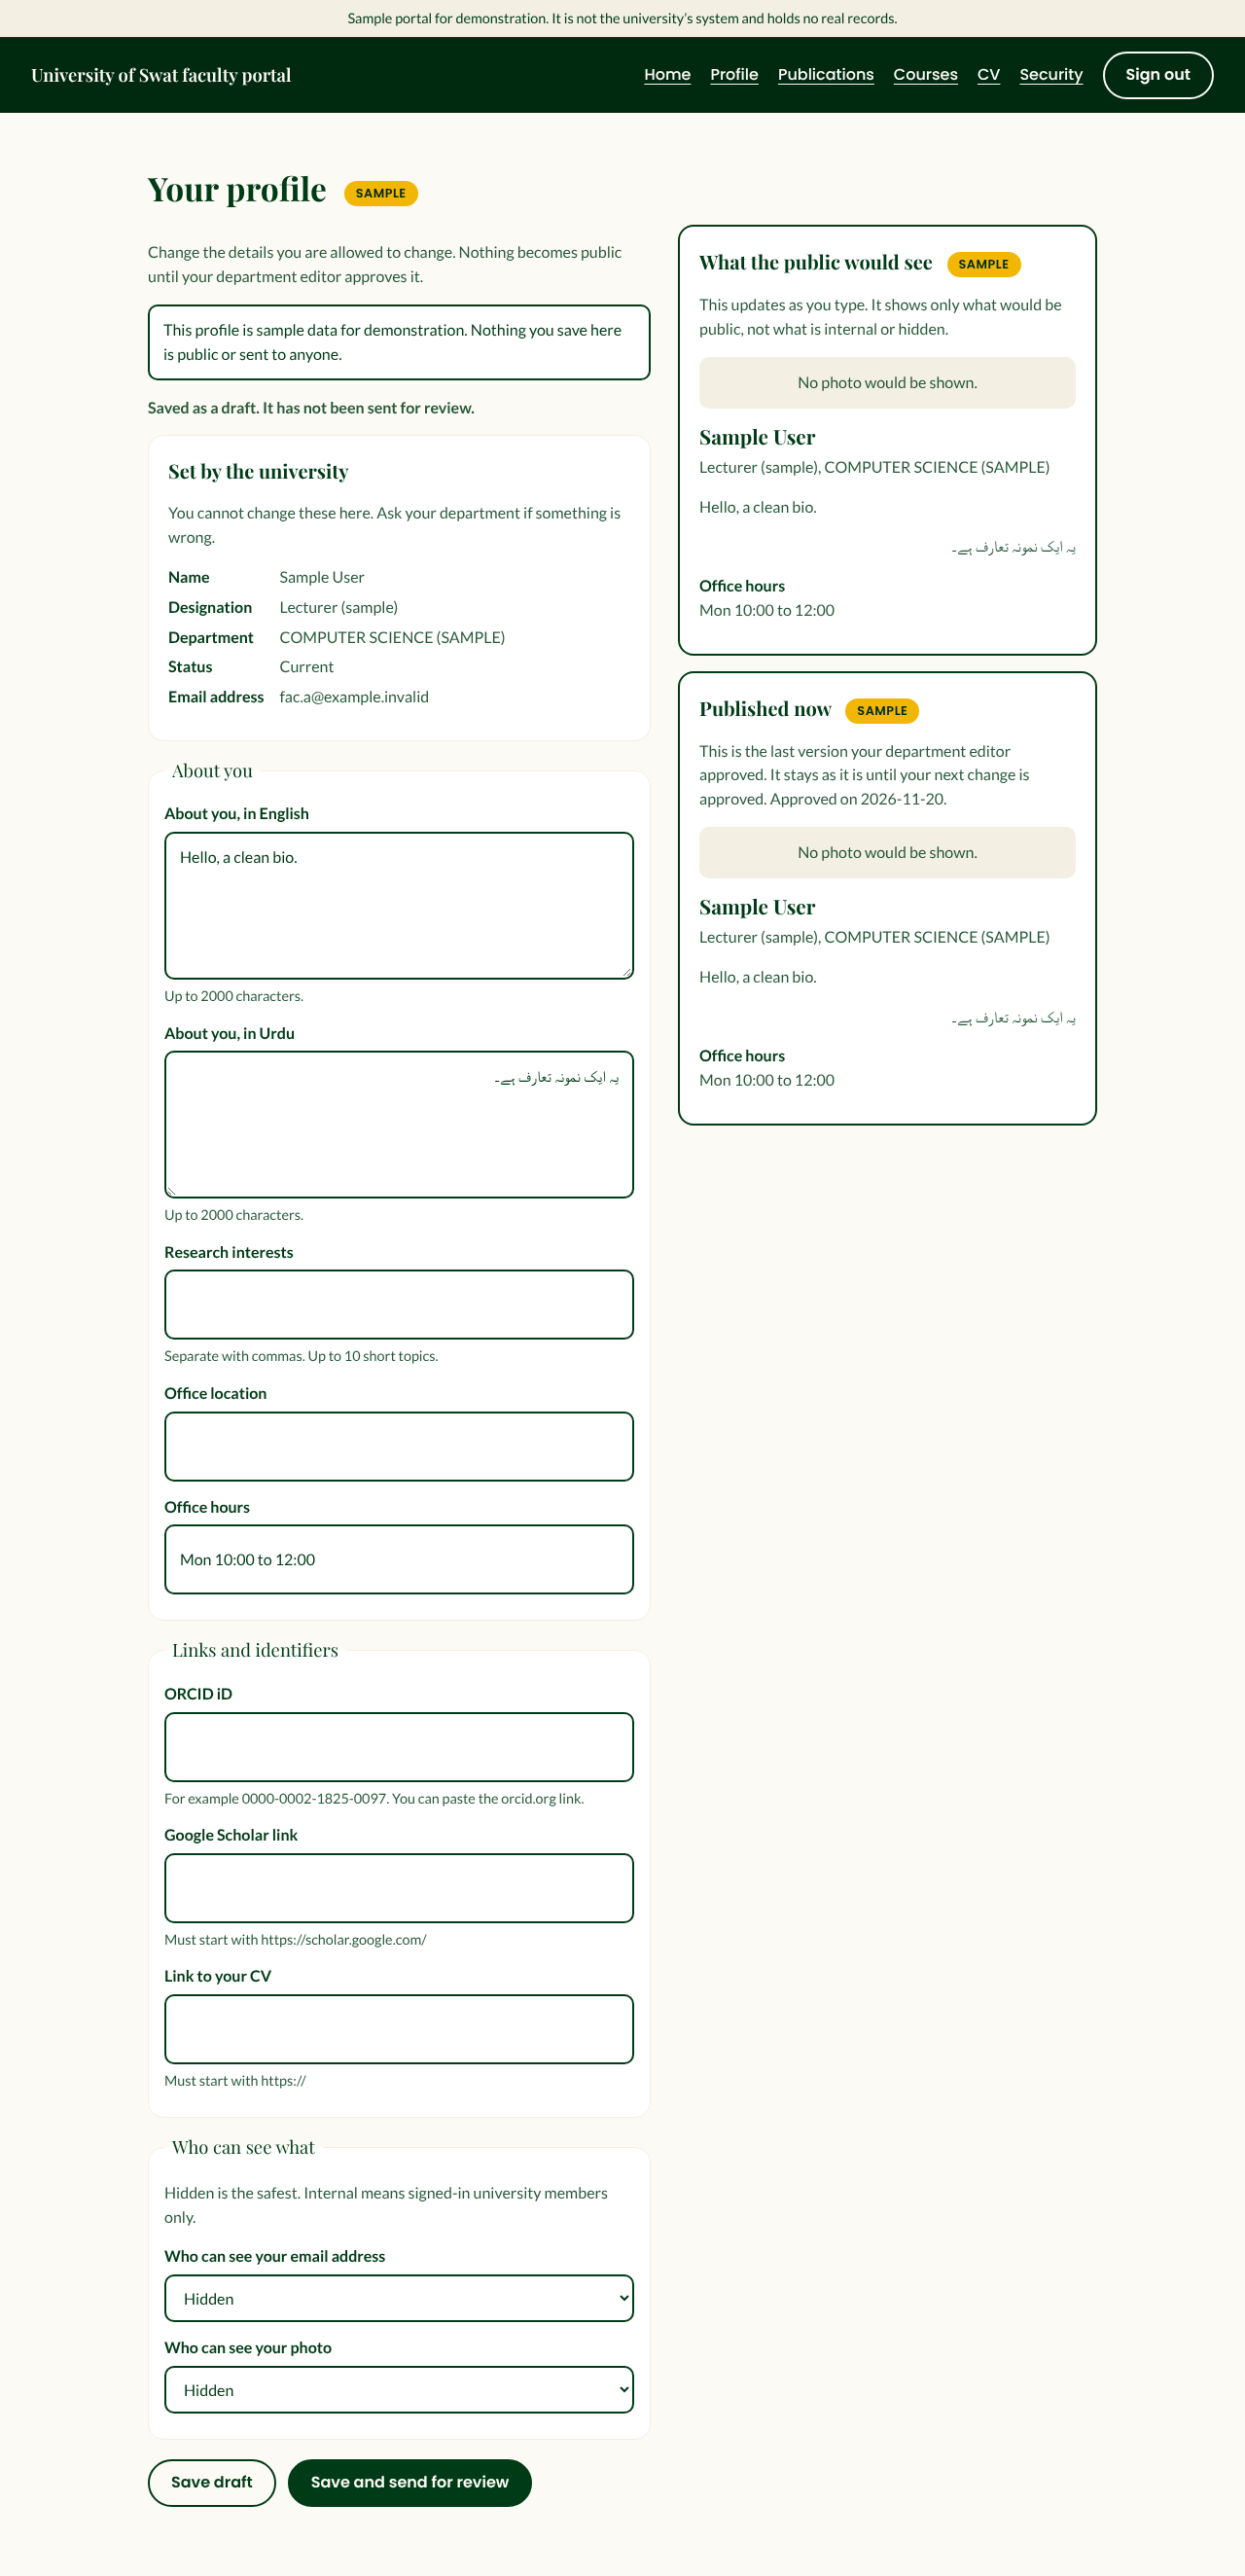 Sample portal for demonstration. It is not the university’s system and holds no real records.
University of Swat faculty portal
Home Profile Publications Courses CV Security Sign out
Your profile SAMPLE
Change the details you are allowed to change. Nothing becomes public
until your department editor approves it.
This profile is sample data for demonstration. Nothing you save here
is public or sent to anyone.
Saved as a draft. It has not been sent for review.
Set by the university
You cannot change these here. Ask your department if something is
wrong.
Name Sample User
Designation Lecturer (sample)
Department COMPUTER SCIENCE (SAMPLE)
Status Current
Email address fac.a@example.invalid
About you
About you, in English
Hello, a clean bio.
Up to 2000 characters.
About you, in Urdu
یہ ایک نمونہ تعارف ہے۔
Up to 2000 characters.
Research interests
Separate with commas. Up to 10 short topics.
Office location
Office hours
Mon 10:00 to 12:00
Links and identifiers
ORCID iD
For example 0000-0002-1825-0097. You can paste the orcid.org link.
Google Scholar link
Must start with https://scholar.google.com/
Link to your CV
Must start with https://
Who can see what
Hidden is the safest. Internal means signed-in university members
only.
Who can see your email address
Hidden
Who can see your photo
Hidden
Save draft Save and send for review
What the public would see SAMPLE
This updates as you type. It shows only what would be
public, not what is internal or hidden.
No photo would be shown.
Sample User
Lecturer (sample), COMPUTER SCIENCE (SAMPLE)
Hello, a clean bio.
یہ ایک نمونہ تعارف ہے۔
Office hours
Mon 10:00 to 12:00
Published now SAMPLE
This is the last version your department editor
approved. It stays as it is until your next change is
approved. Approved on 2026-11-20.
No photo would be shown.
Sample User
Lecturer (sample), COMPUTER SCIENCE (SAMPLE)
Hello, a clean bio.
یہ ایک نمونہ تعارف ہے۔
Office hours
Mon 10:00 to 12:00